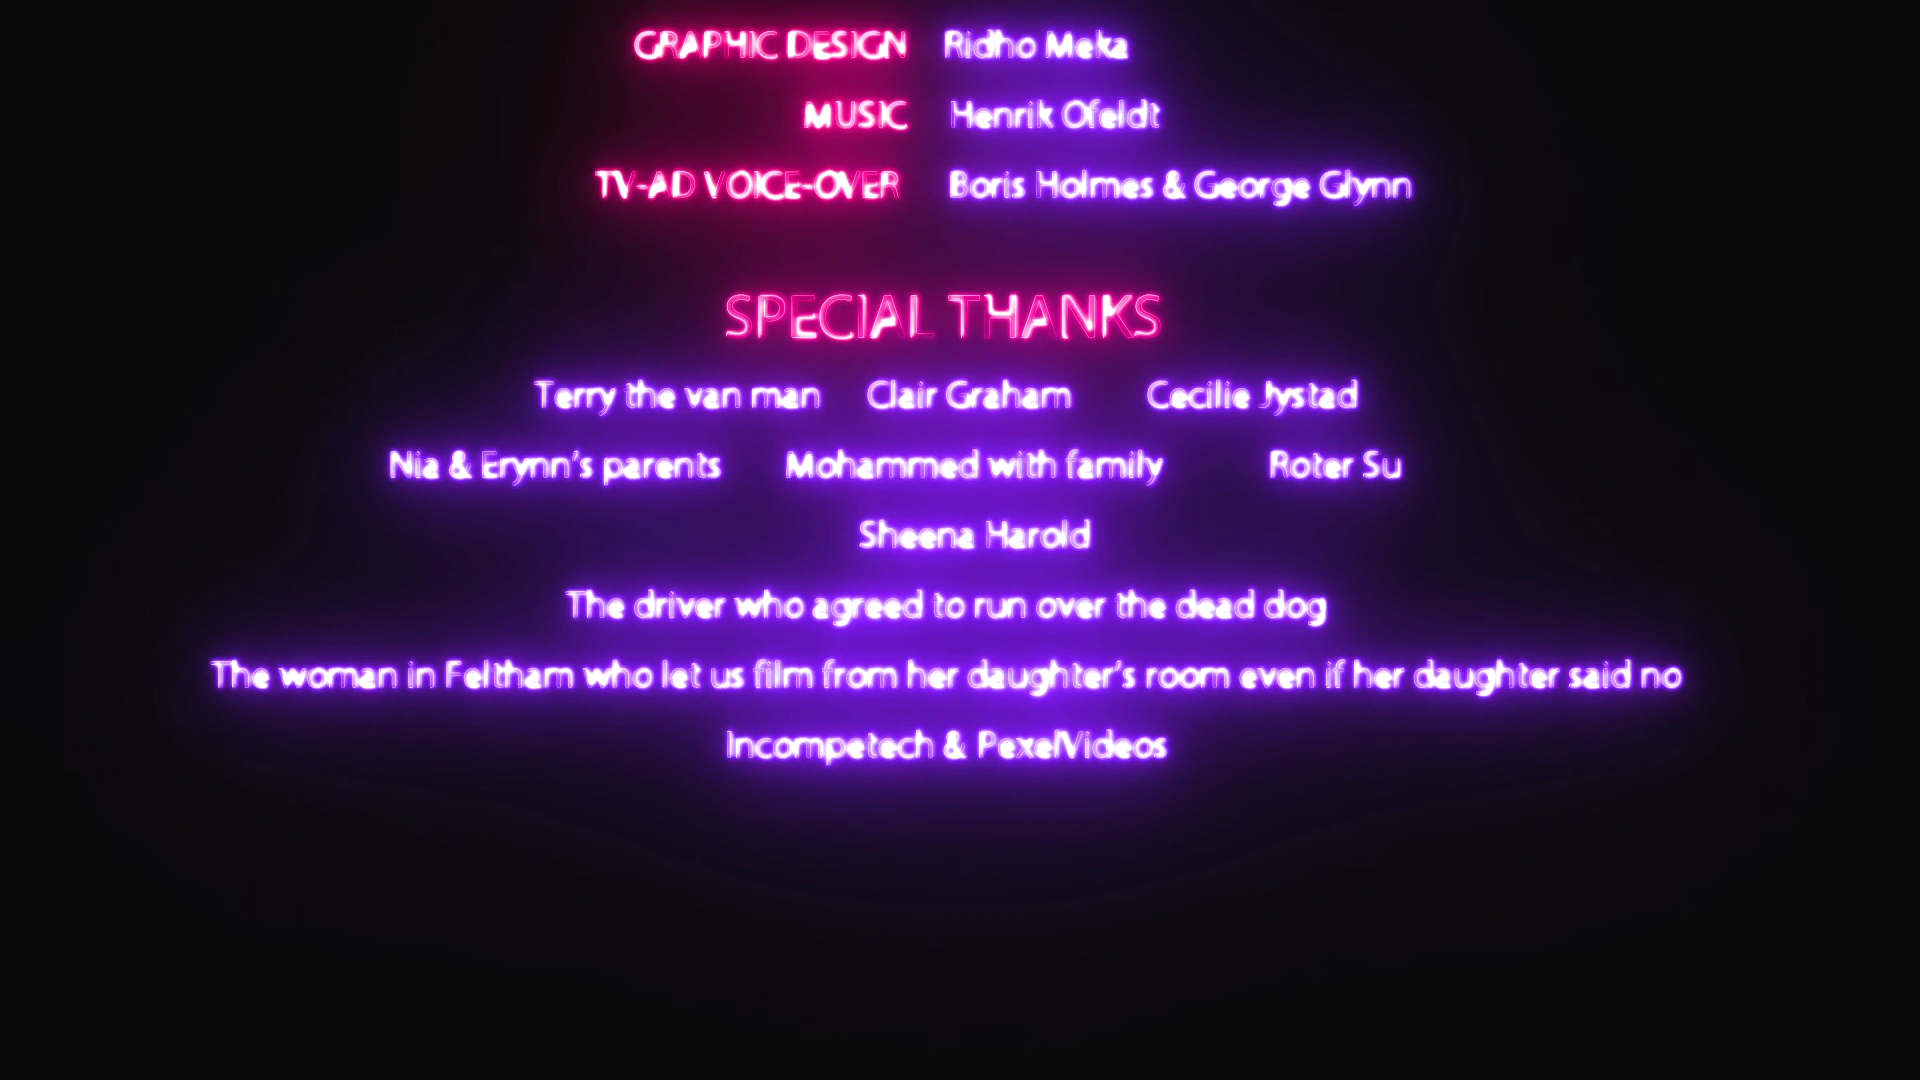 GRAPHIC DESIGN Ridho Meka
MUSIC Henrik Ofeldt
TV-AD VOICE-OVER Boris Holmes & George Glynn
SPECIAL THANKS
Terry the van man Clair Graham Cecilie Jystad
Nia & Erynn's parents Mohammed with family Roter Su
Sheena Harold
The driver who agreed to run over the dead dog
The woman in Feltham who let us film from her daughter's room even if her daughter said no
Incompetech & PexelVideos